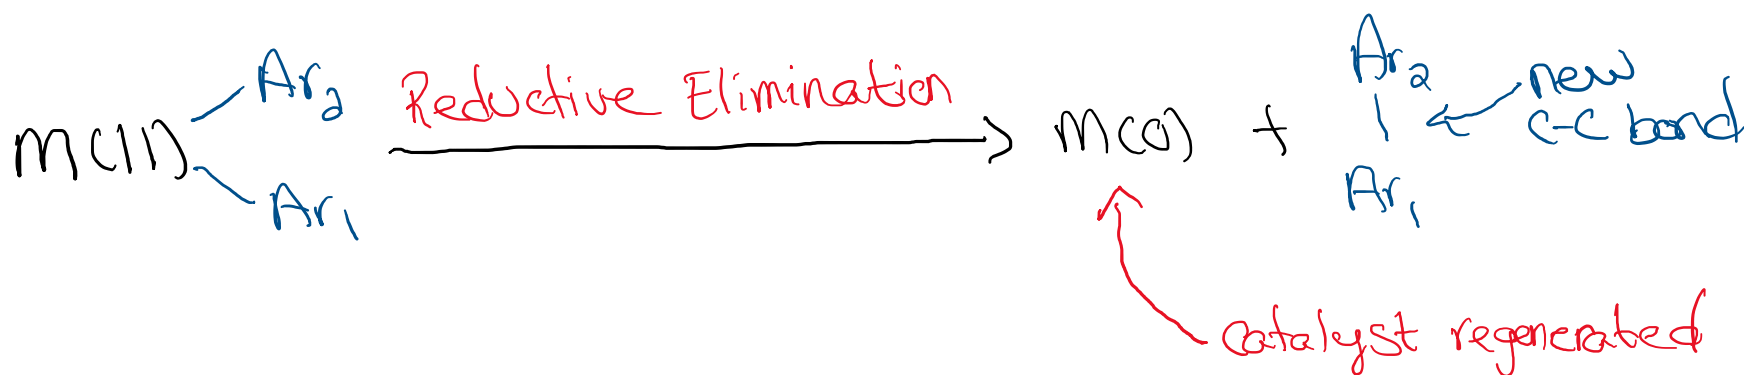 M(II)
Ar2
Ar1
Reductive Elimination
M(0) +
Ar2
Ar1
new
C-C bond
catalyst regenerated